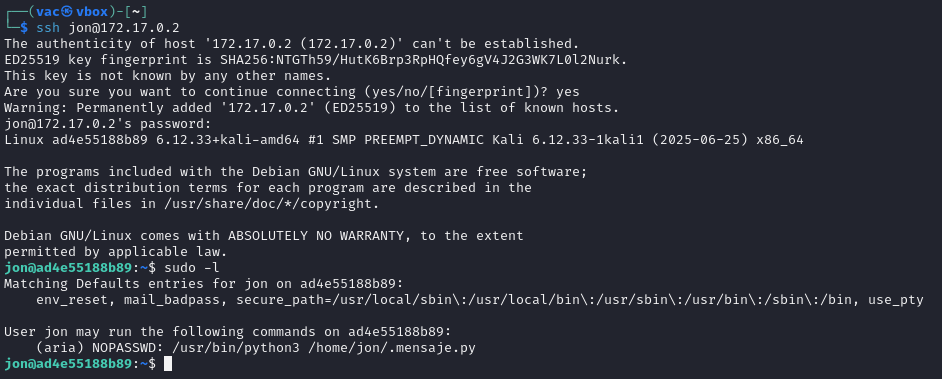 ┌──(vac㉿vbox)-[~]
└─$ ssh jon@172.17.0.2
The authenticity of host '172.17.0.2 (172.17.0.2)' can't be established.
ED25519 key fingerprint is SHA256:NTGTh59/HutK6Brp3RpHQfey6gV4J2G3WK7L0l2Nurk.
This key is not known by any other names.
Are you sure you want to continue connecting (yes/no/[fingerprint])? yes
Warning: Permanently added '172.17.0.2' (ED25519) to the list of known hosts.
jon@172.17.0.2's password:
Linux ad4e55188b89 6.12.33+kali-amd64 #1 SMP PREEMPT_DYNAMIC Kali 6.12.33-1kali1 (2025-06-25) x86_64

The programs included with the Debian GNU/Linux system are free software;
the exact distribution terms for each program are described in the
individual files in /usr/share/doc/*/copyright.

Debian GNU/Linux comes with ABSOLUTELY NO WARRANTY, to the extent
permitted by applicable law.
jon@ad4e55188b89:~$ sudo -l
Matching Defaults entries for jon on ad4e55188b89:
    env_reset, mail_badpass, secure_path=/usr/local/sbin\:/usr/local/bin\:/usr/sbin\:/usr/bin\:/sbin\:/bin, use_pty

User jon may run the following commands on ad4e55188b89:
    (aria) NOPASSWD: /usr/bin/python3 /home/jon/.mensaje.py
jon@ad4e55188b89:~$